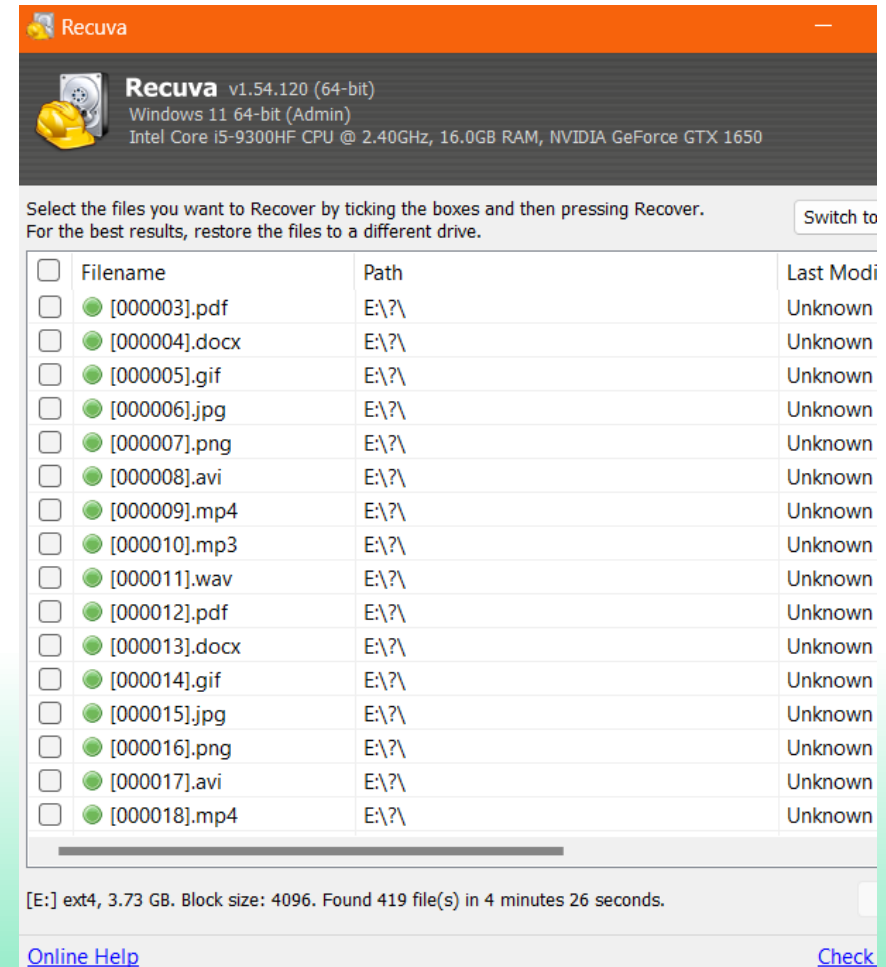 Recuva
Recuva v1.54.120 (64-bit)
Windows 11 64-bit (Admin)
Intel Core i5-9300HF CPU @ 2.40GHz, 16.0GB RAM, NVIDIA GeForce GTX 1650
Select the files you want to Recover by ticking the boxes and then pressing Recover.
For the best results, restore the files to a different drive.
Switch to
Filename Path Last Modi
[000003].pdf E:\?\ Unknown
[000004].docx E:\?\ Unknown
[000005].gif E:\?\ Unknown
[000006].jpg E:\?\ Unknown
[000007].png E:\?\ Unknown
[000008].avi E:\?\ Unknown
[000009].mp4 E:\?\ Unknown
[000010].mp3 E:\?\ Unknown
[000011].wav E:\?\ Unknown
[000012].pdf E:\?\ Unknown
[000013].docx E:\?\ Unknown
[000014].gif E:\?\ Unknown
[000015].jpg E:\?\ Unknown
[000016].png E:\?\ Unknown
[000017].avi E:\?\ Unknown
[000018].mp4 E:\?\ Unknown
[E:] ext4, 3.73 GB. Block size: 4096. Found 419 file(s) in 4 minutes 26 seconds.
Online Help Check